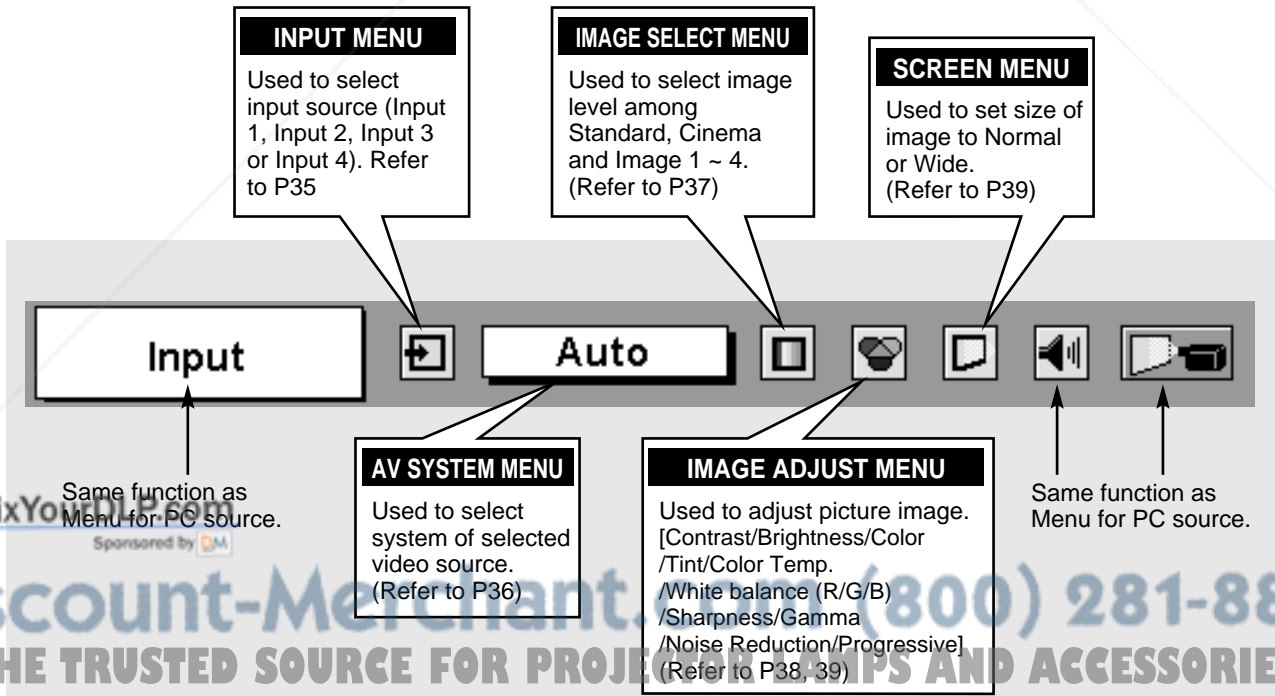 INPUT MENU
Used to select
input source (Input
1, Input 2, Input 3
or Input 4). Refer
to P35
IMAGE SELECT MENU
Used to select image
level among
Standard, Cinema
and Image 1 ~ 4.
(Refer to P37)
SCREEN MENU
Used to set size of
image to Normal
or Wide.
(Refer to P39)
Input
Auto
Same function as
Menu for PC source.
AV SYSTEM MENU
Used to select
system of selected
video source.
(Refer to P36)
IMAGE ADJUST MENU
Used to adjust picture image.
[Contrast/Brightness/Color
/Tint/Color Temp.
/White balance (R/G/B)
/Sharpness/Gamma
/Noise Reduction/Progressive]
(Refer to P38, 39)
Same function as
Menu for PC source.
ixYourDLP.com
Sponsored by DM
scount-Merchant.com (800) 281-88
HE TRUSTED SOURCE FOR PROJECTOR LAMPS AND ACCESSORIE